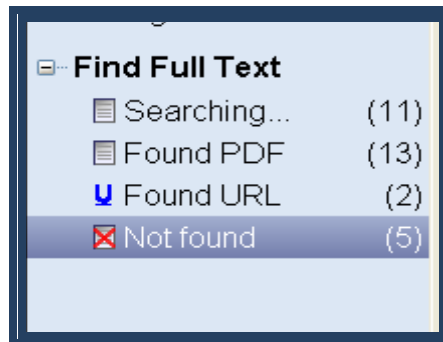 Find Full Text
Searching... (11)
Found PDF (13)
Found URL (2)
Not found (5)